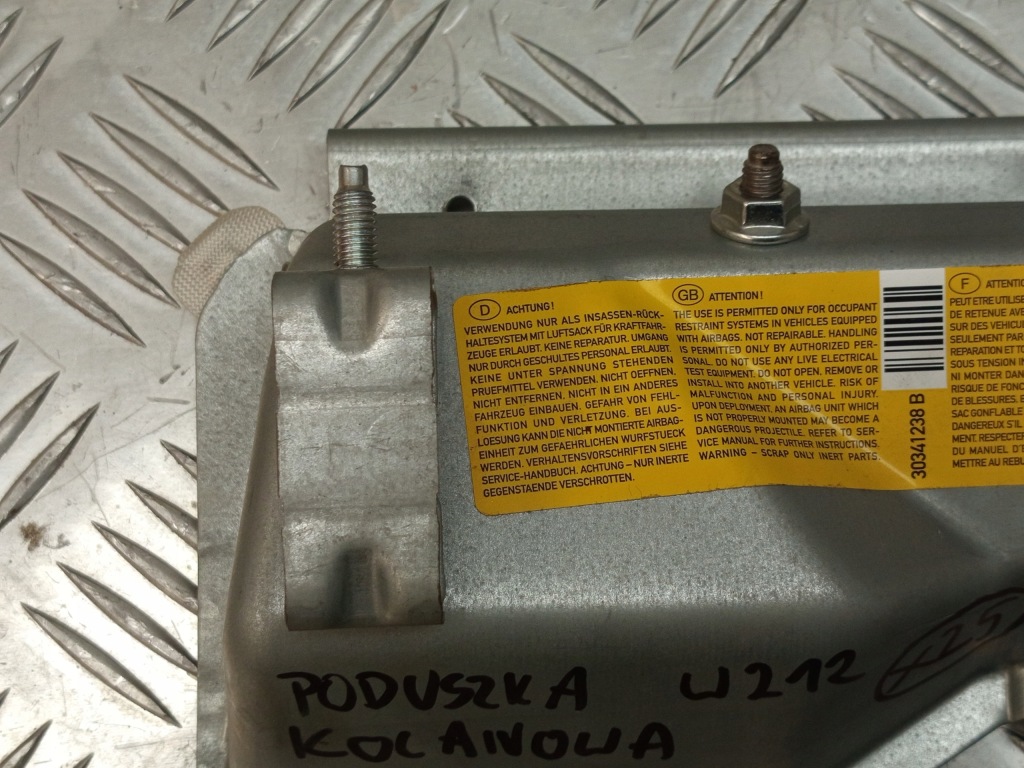 D ACHTUNG!
VERWENDUNG NUR ALS INSASSEN-RÜCK-
HALTESYSTEM MIT LUFTSACK FÜR KRAFTFAHR-
ZEUGE ERLAUBT. KEINE REPARATUR. UMGANG
NUR DURCH GESCHULTES PERSONAL ERLAUBT.
KEINE UNTER SPANNUNG STEHENDEN
PRUEFMITTEL VERWENDEN. NICHT OEFFNEN.
NICHT ENTFERNEN. NICHT IN EIN ANDERES
FAHRZEUG EINBAUEN. GEFAHR VON FEHL-
FUNKTION UND VERLETZUNG. BEI AUS-
LOESUNG KANN DIE NICHT MONTIERTE AIRBAG-
EINHEIT ZUM GEFAEHRLICHEN WURFSTUECK
WERDEN. VERHALTENSVORSCHRIFTEN SIEHE
SERVICE-HANDBUCH. ACHTUNG – NUR INERTE
GEGENSTAENDE VERSCHROTTEN.
GB ATTENTION!
THE USE IS PERMITTED ONLY FOR OCCUPANT
RESTRAINT SYSTEMS IN VEHICLES EQUIPPED
WITH AIRBAGS. NOT REPAIRABLE. HANDLING
IS PERMITTED ONLY BY AUTHORIZED PER-
SONAL. DO NOT USE ANY LIVE ELECTRICAL
TEST EQUIPMENT. DO NOT OPEN. REMOVE OR
INSTALL INTO ANOTHER VEHICLE. RISK OF
MALFUNCTION AND PERSONAL INJURY.
UPON DEPLOYMENT, AN AIRBAG UNIT WHICH
IS NOT PROPERLY MOUNTED MAY BECOME A
DANGEROUS PROJECTILE. REFER TO SER-
VICE MANUAL FOR FURTHER INSTRUCTIONS.
WARNING – SCRAP ONLY INERT PARTS.
30341238 B
F ATTENTIO
PEUT ETRE UTILISE
DE RETENUE AVE
SUR DES VEHICU
SEULEMENT PAR
REPARATION ET TO
SOUS TENSION I
NI MONTER DAN
RISQUE DE FONC
DE BLESSURES. E
SAC GONFLABLE
DANGEREUX S'IL
MENT. RESPECTE
DU MANUEL D'E
METTRE AU REBU
PODUSZKA W212
KOLANOWA